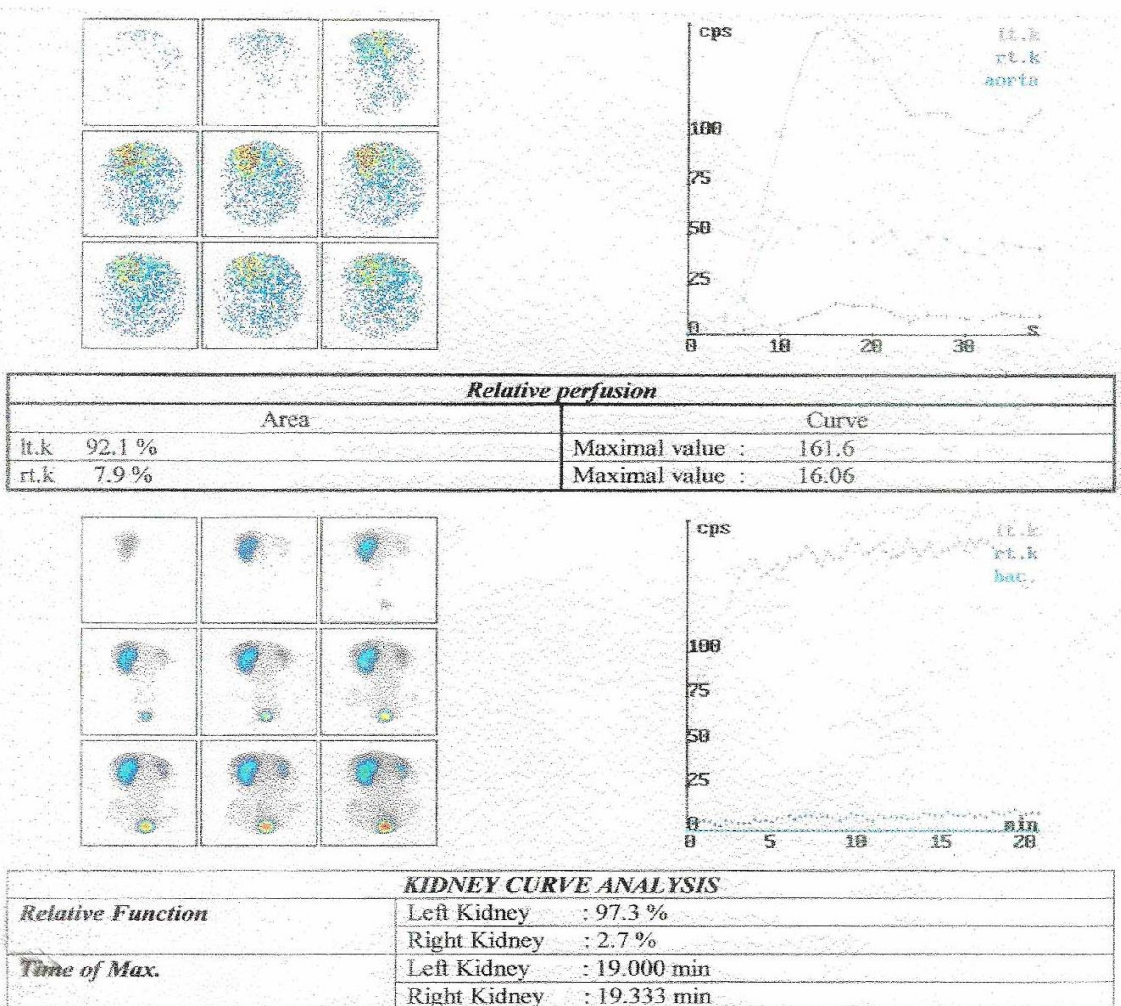 cps
lt.k
rt.k
aorta
100
75
50
25
0
s
0 10 20 30
Relative perfusion
Area Curve
lt.k 92.1 % Maximal value : 161.6
rt.k 7.9 % Maximal value : 16.06
cps
lt.k
rt.k
bac.
100
75
50
25
0
min
0 5 10 15 20
KIDNEY CURVE ANALYSIS
Relative Function Left Kidney : 97.3 %
Right Kidney : 2.7 %
Time of Max. Left Kidney : 19.000 min
Right Kidney : 19.333 min